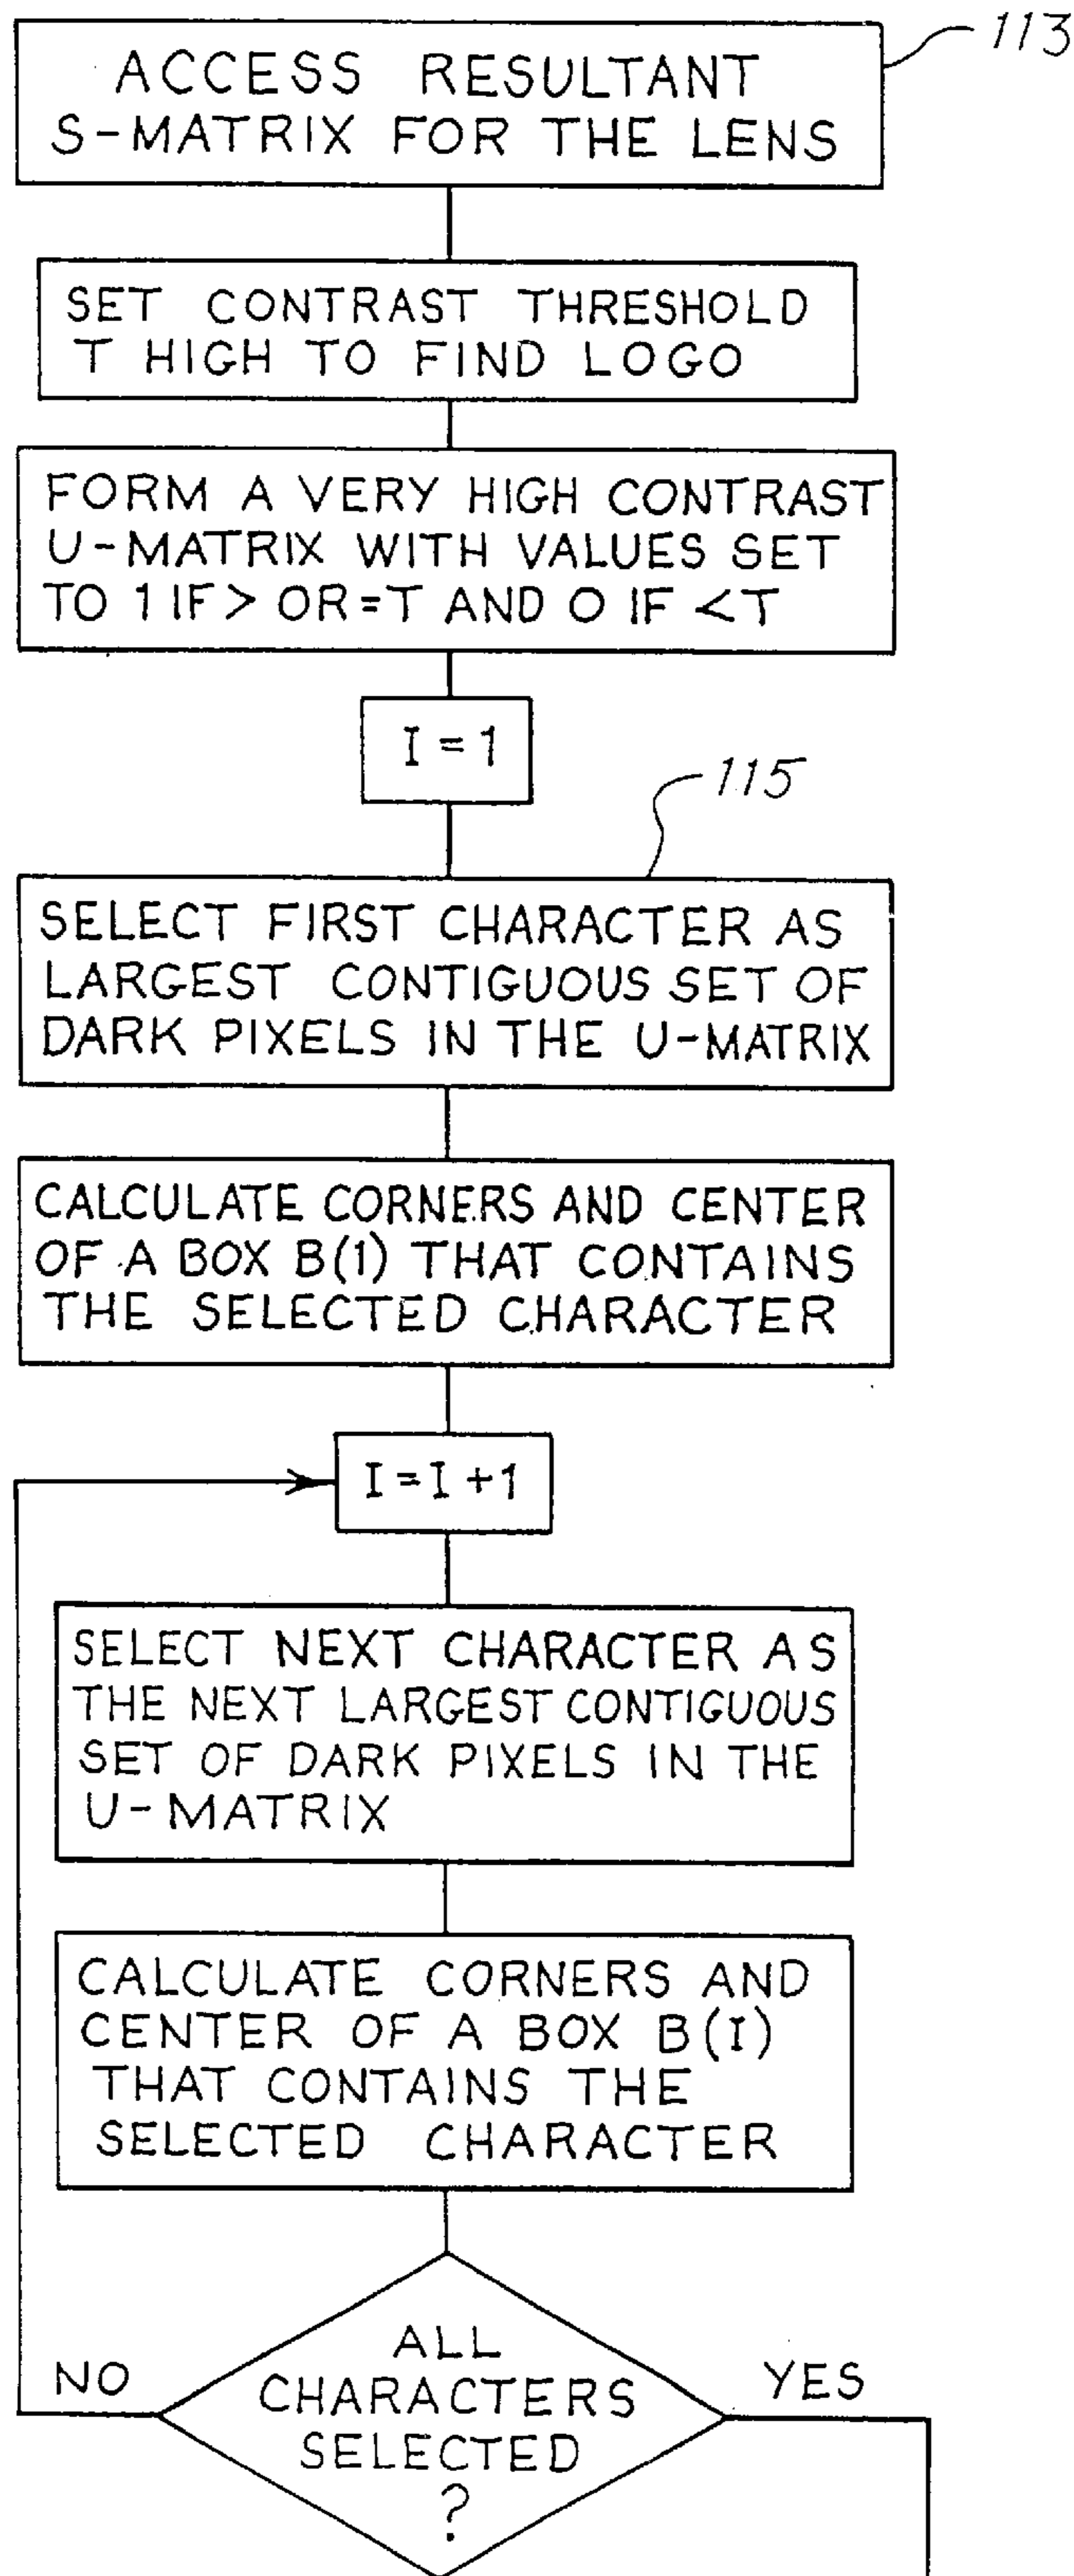 113
ACCESS RESULTANT
S-MATRIX FOR THE LENS
SET CONTRAST THRESHOLD
T HIGH TO FIND LOGO
FORM A VERY HIGH CONTRAST
U-MATRIX WITH VALUES SET
TO 1 IF > OR = T AND 0 IF < T
I = 1
115
SELECT FIRST CHARACTER AS
LARGEST CONTIGUOUS SET OF
DARK PIXELS IN THE U-MATRIX
CALCULATE CORNERS AND CENTER
OF A BOX B(1) THAT CONTAINS
THE SELECTED CHARACTER
I = I + 1
SELECT NEXT CHARACTER AS
THE NEXT LARGEST CONTIGUOUS
SET OF DARK PIXELS IN THE
U-MATRIX
CALCULATE CORNERS AND
CENTER OF A BOX B(I)
THAT CONTAINS THE
SELECTED CHARACTER
ALL
CHARACTERS
SELECTED
?
NO
YES